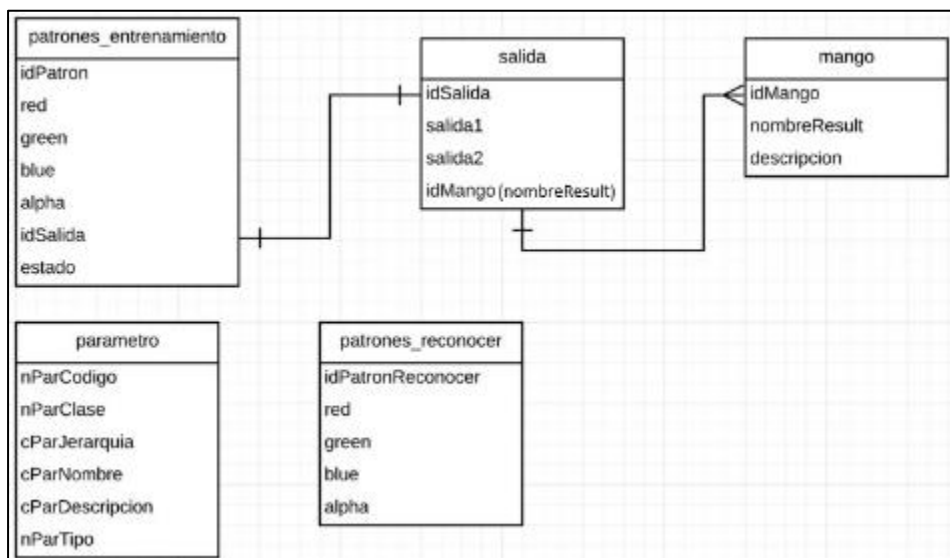 patrones_entrenamiento
idPatron
red
green
blue
alpha
idSalida
estado
salida
idSalida
salida1
salida2
idMango (nombreResult)
mango
idMango
nombreResult
descripcion
parametro
nParCodigo
nParClase
cParJerarquia
cParNombre
cParDescripcion
nParTipo
patrones_reconocer
idPatronReconocer
red
green
blue
alpha